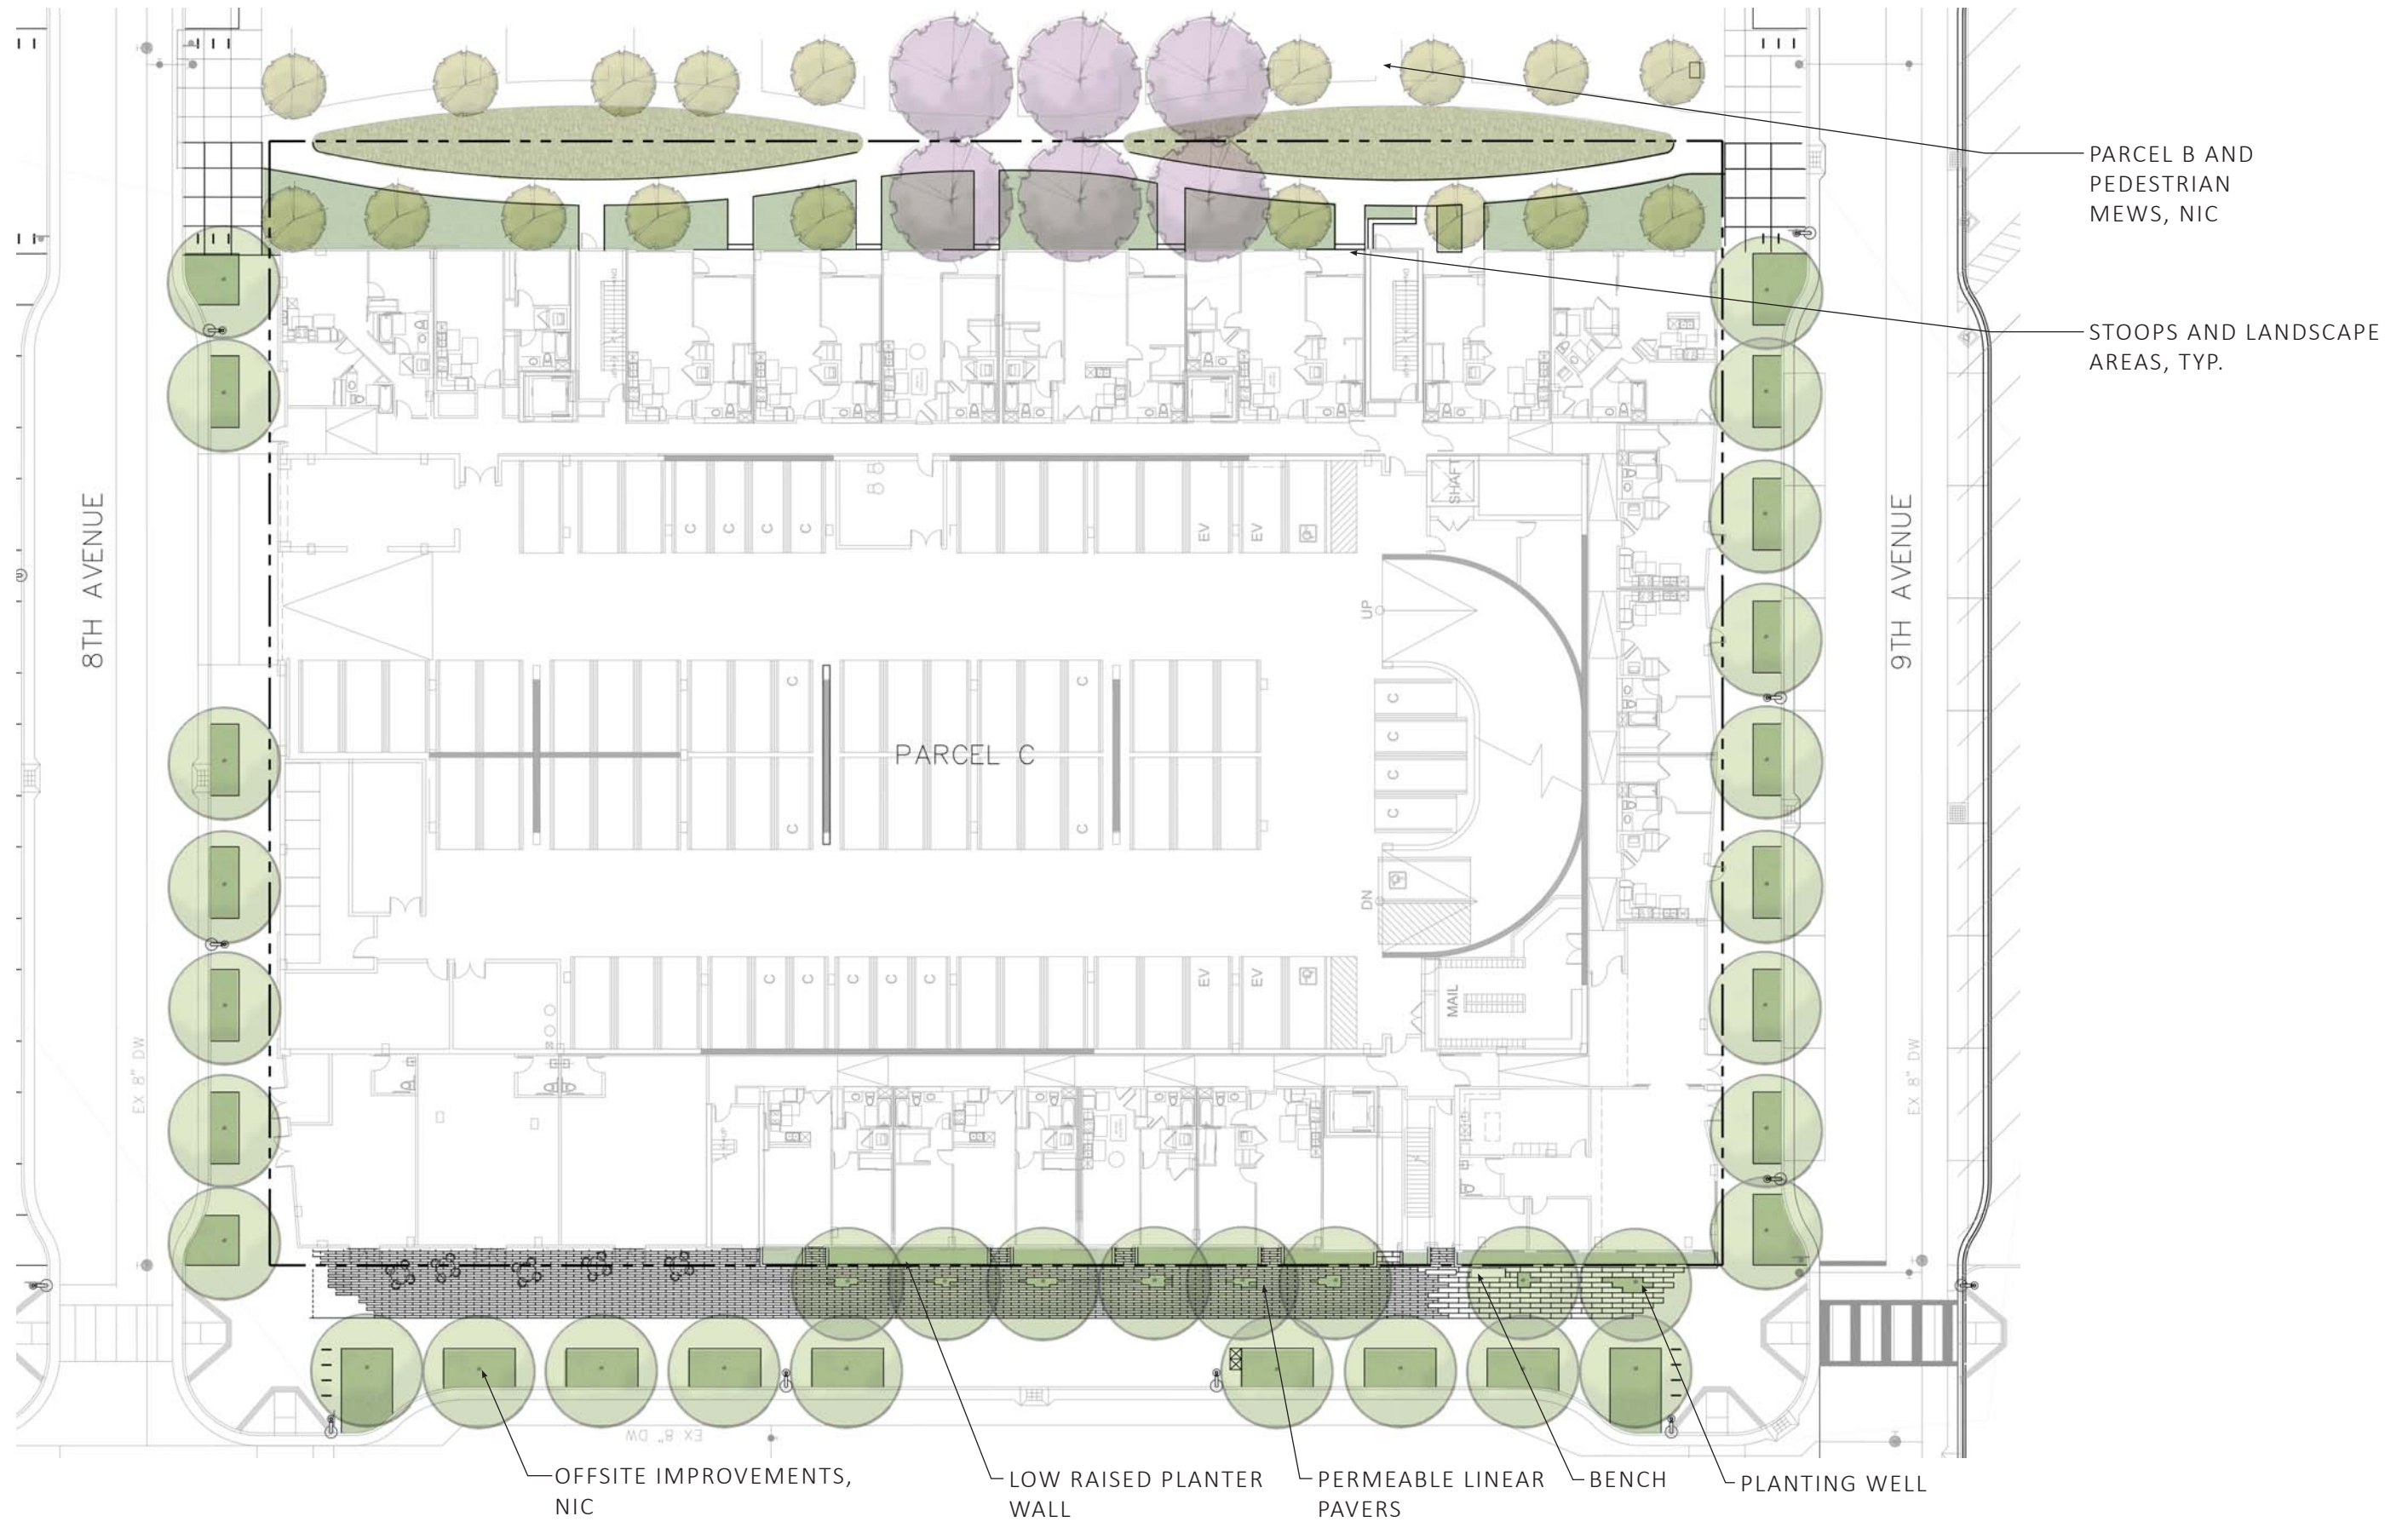 PARCEL B AND
PEDESTRIAN
MEWS, NIC
STOOPS AND LANDSCAPE
AREAS, TYP.
8TH AVENUE
9TH AVENUE
SHAFT
C
C
C
C
EV
EV
UP
C
C
C
C
C
C
PARCEL C
C
C
DN
C
C
C
C
C
EV
EV
MAIL
EX 8" DW
EX 8" DW
EX 8" DW
OFFSITE IMPROVEMENTS,
NIC
LOW RAISED PLANTER
WALL
PERMEABLE LINEAR
PAVERS
BENCH
PLANTING WELL